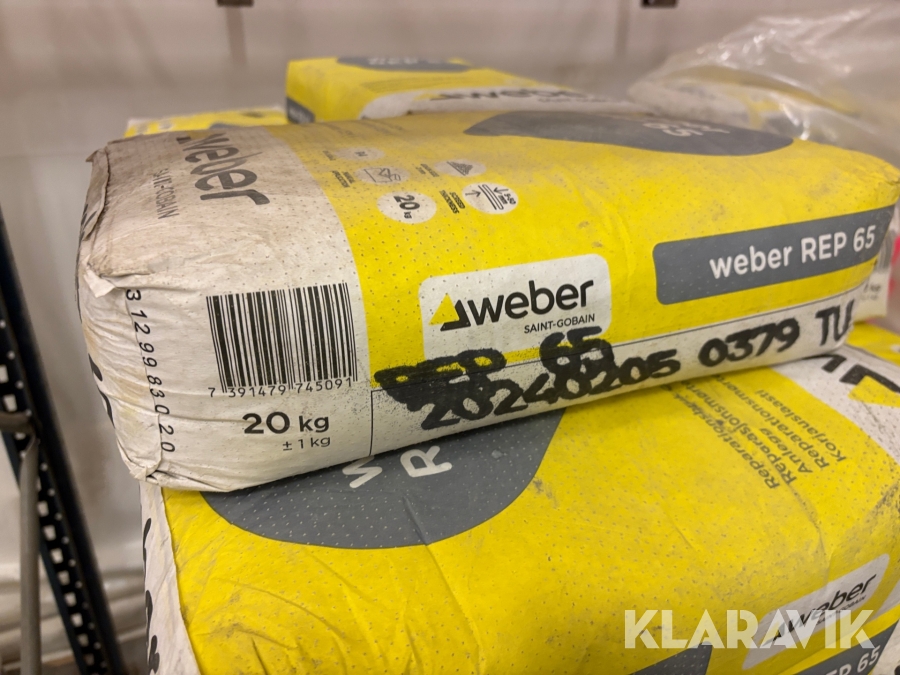 weber
SAINT-GOBAIN
20
kg
weber REP 65
weber
SAINT-GOBAIN
REP 65
20240205 0379
7 391479 745091
20 kg
± 1 kg
3129983020
65
R
Reparationsbruk
Reparasjonsmørtel
Korjauslaasti
weber
REP 65
KLARAVIK